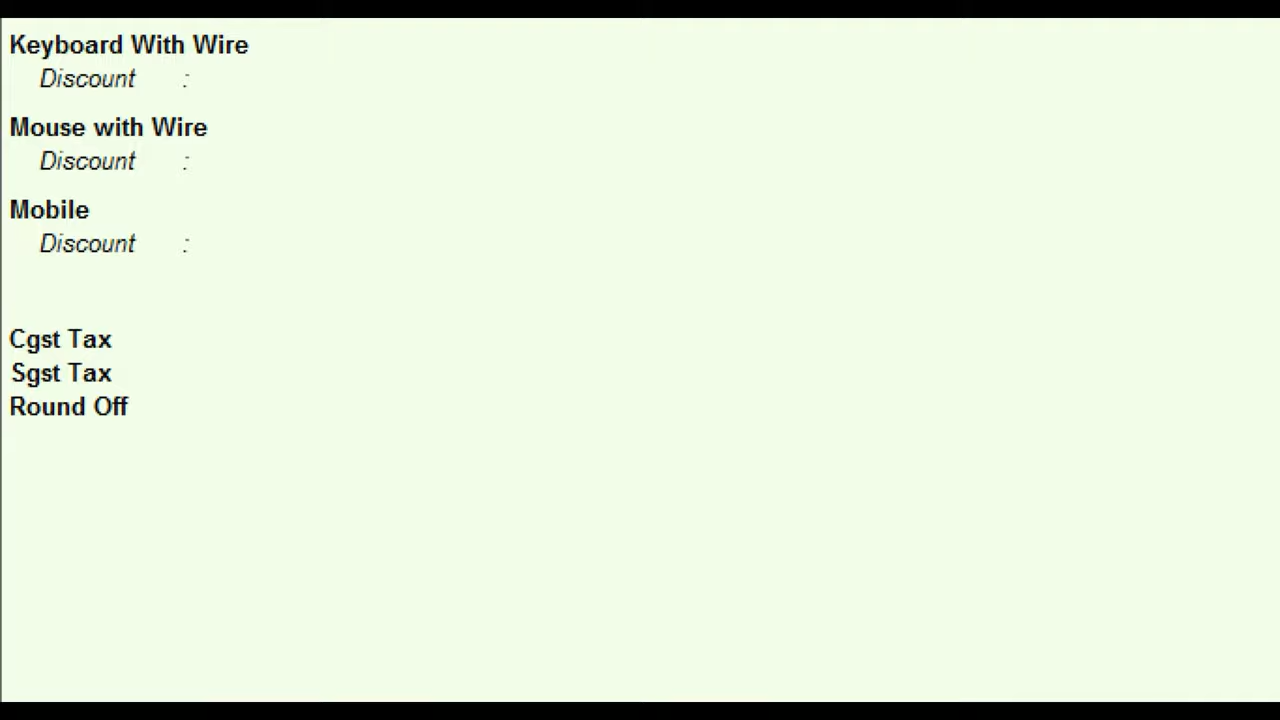 Keyboard With Wire
Discount :
Mouse with Wire
Discount :
Mobile
Discount :
Cgst Tax
Sgst Tax
Round Off